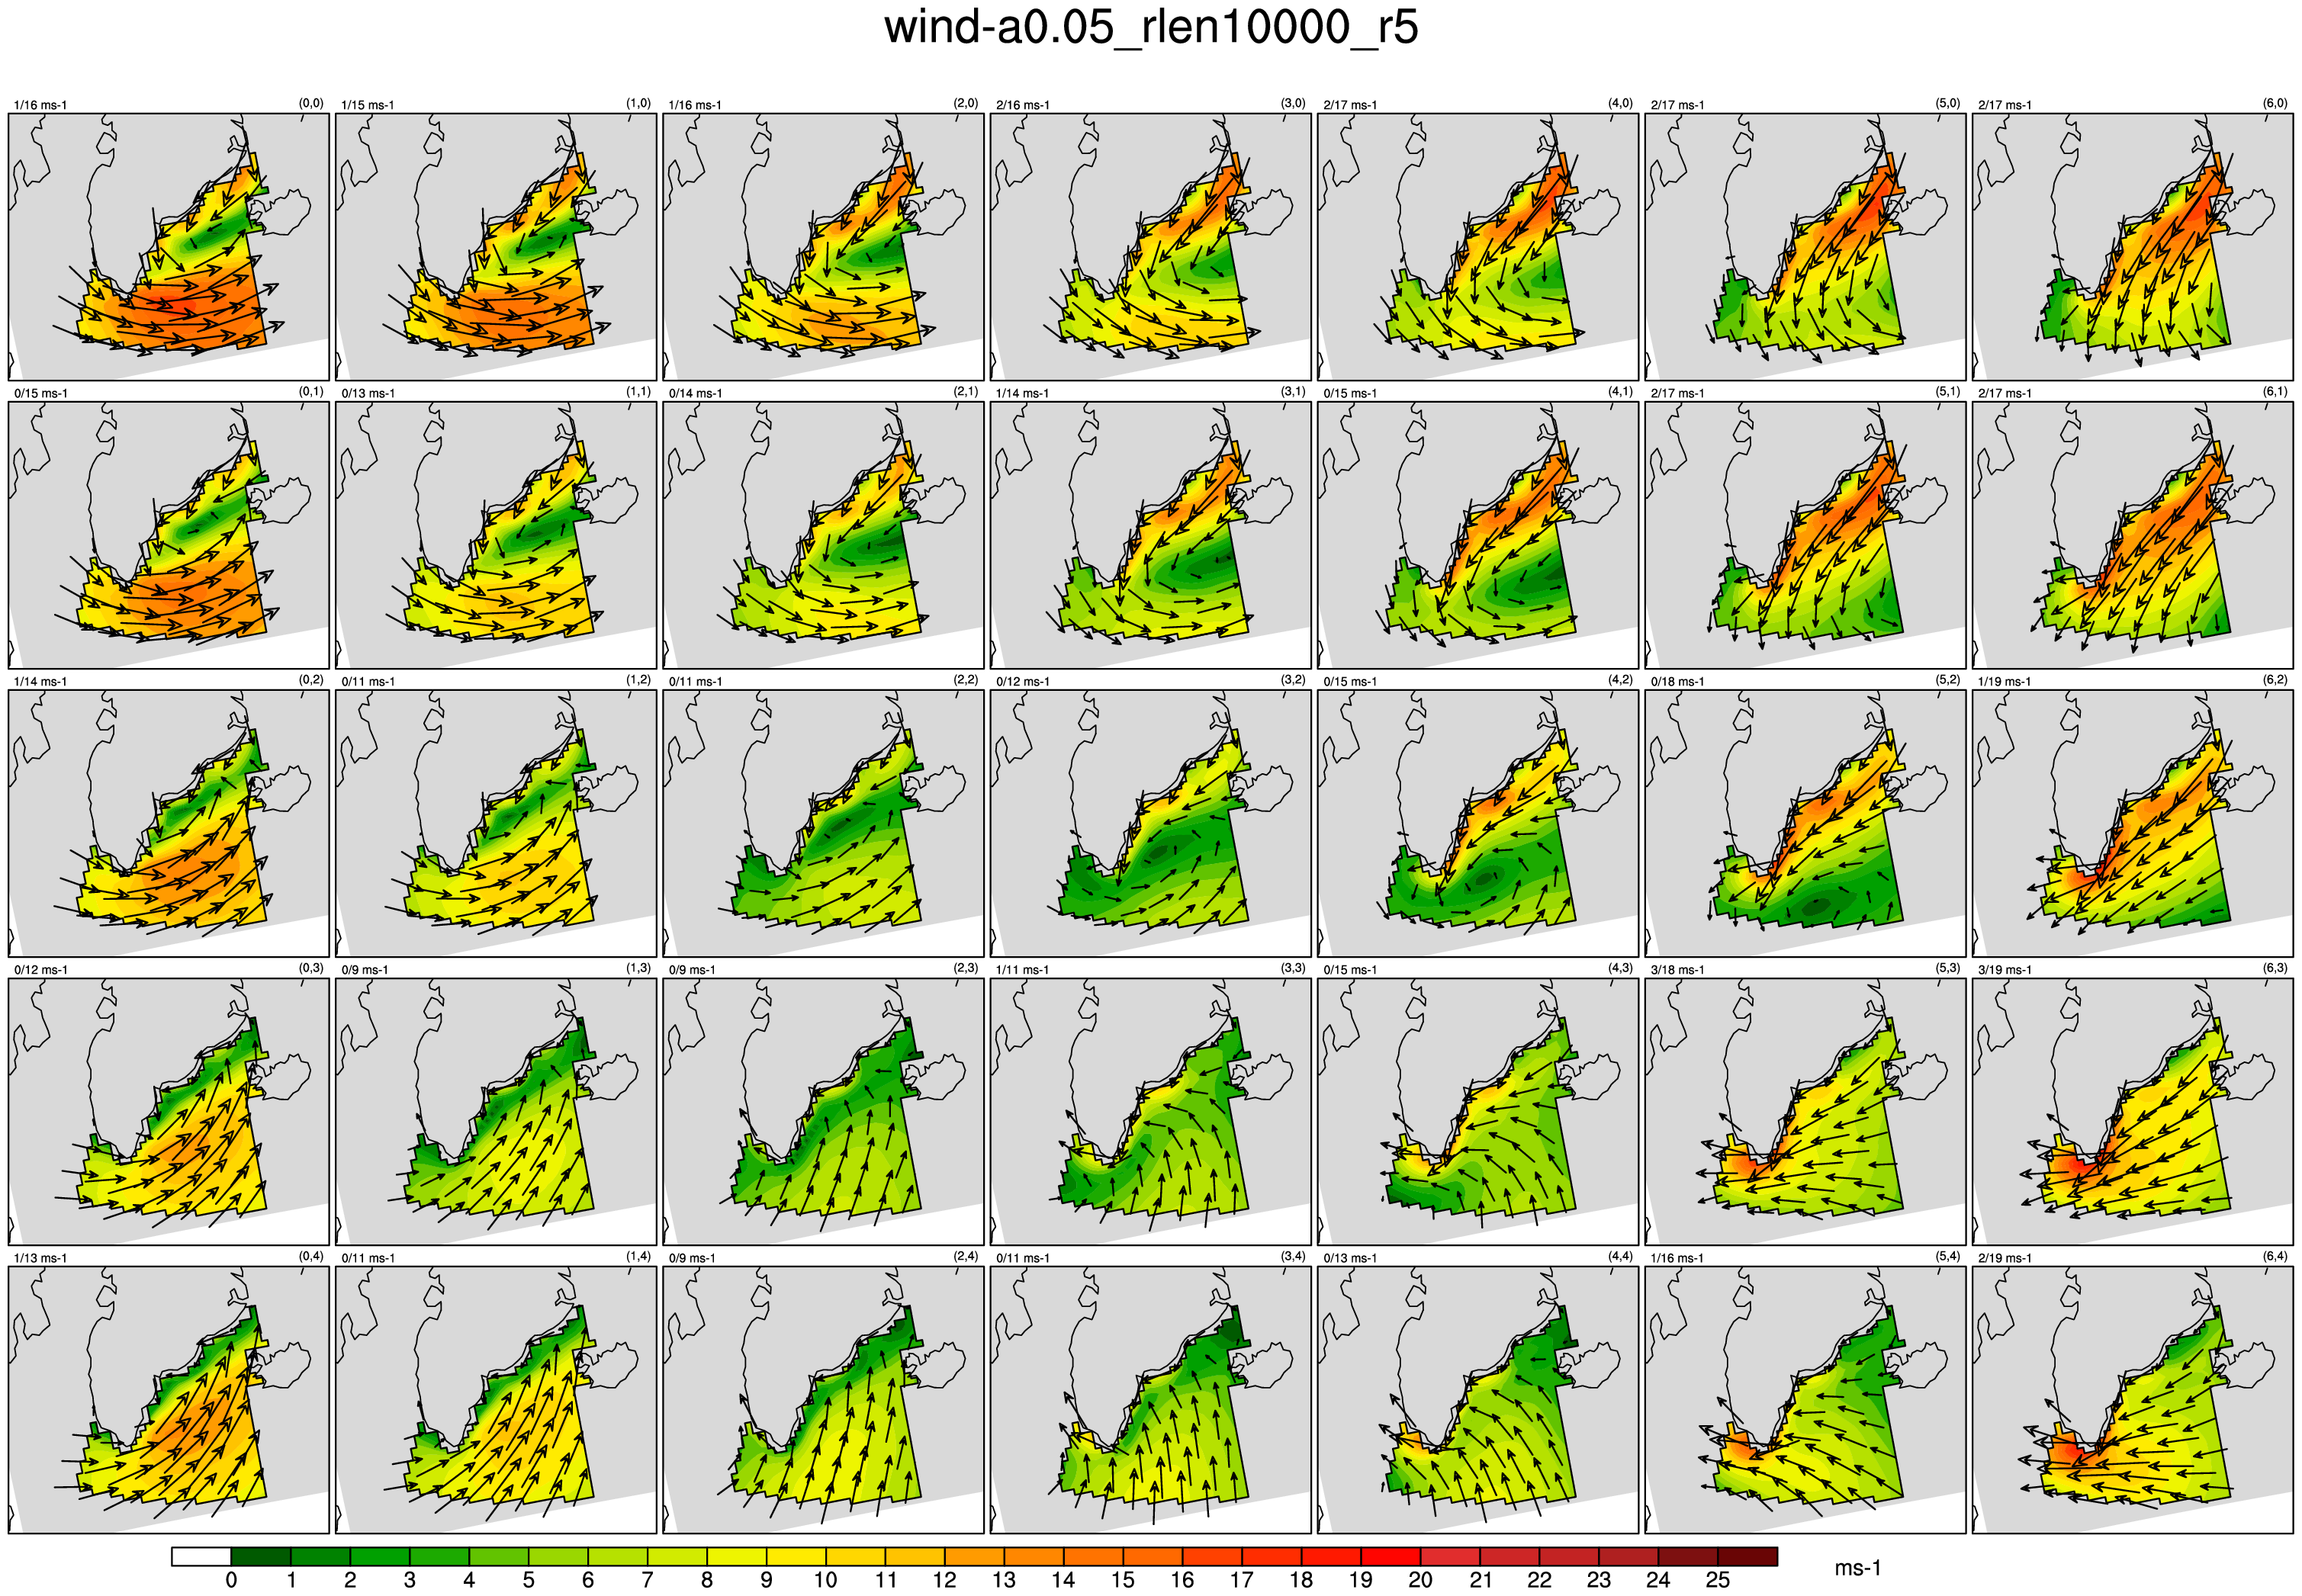 wind-a0.05_rlen10000_r5
1/16 ms-1 (0,0) 1/15 ms-1 (1,0) 1/16 ms-1 (2,0) 2/16 ms-1 (3,0) 2/17 ms-1 (4,0) 2/17 ms-1 (5,0) 2/17 ms-1 (6,0)
0/15 ms-1 (0,1) 0/13 ms-1 (1,1) 0/14 ms-1 (2,1) 1/14 ms-1 (3,1) 0/15 ms-1 (4,1) 2/17 ms-1 (5,1) 2/17 ms-1 (6,1)
1/14 ms-1 (0,2) 0/11 ms-1 (1,2) 0/11 ms-1 (2,2) 0/12 ms-1 (3,2) 0/15 ms-1 (4,2) 0/18 ms-1 (5,2) 1/19 ms-1 (6,2)
0/12 ms-1 (0,3) 0/9 ms-1 (1,3) 0/9 ms-1 (2,3) 1/11 ms-1 (3,3) 0/15 ms-1 (4,3) 3/18 ms-1 (5,3) 3/19 ms-1 (6,3)
1/13 ms-1 (0,4) 0/11 ms-1 (1,4) 0/9 ms-1 (2,4) 0/11 ms-1 (3,4) 0/13 ms-1 (4,4) 1/16 ms-1 (5,4) 2/19 ms-1 (6,4)
0 1 2 3 4 5 6 7 8 9 10 11 12 13 14 15 16 17 18 19 20 21 22 23 24 25 ms-1